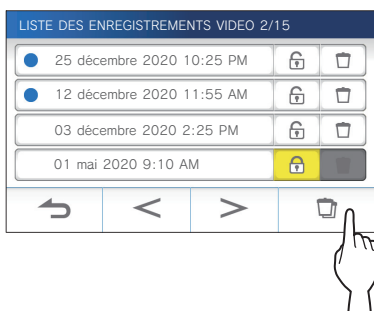 LISTE DES ENREGISTREMENTS VIDEO 2/15
25 décembre 2020 10:25 PM
12 décembre 2020 11:55 AM
03 décembre 2020 2:25 PM
01 mai 2020 9:10 AM